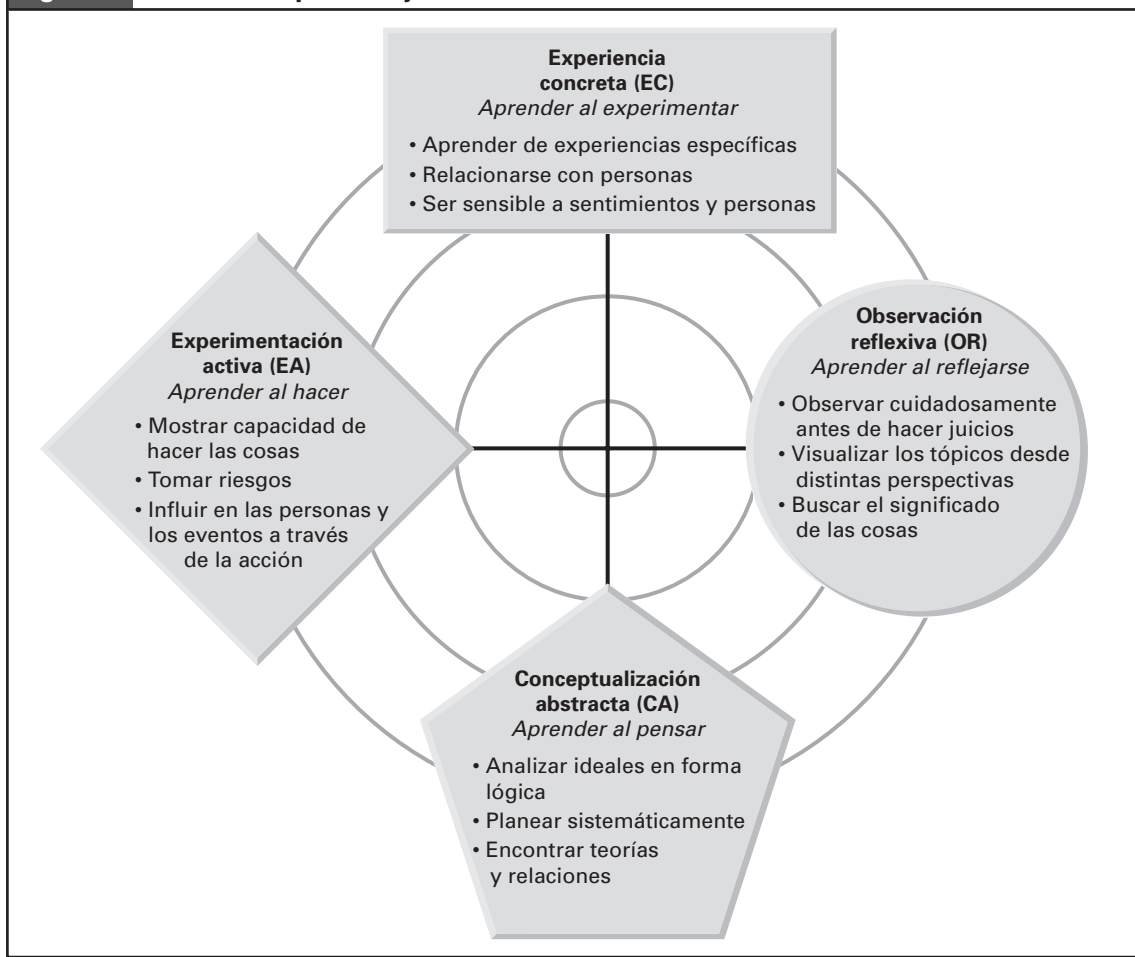 Experiencia
concreta (EC)
Aprender al experimentar
• Aprender de experiencias específicas
• Relacionarse con personas
• Ser sensible a sentimientos y personas
Experimentación
activa (EA)
Aprender al hacer
• Mostrar capacidad de
hacer las cosas
• Tomar riesgos
• Influir en las personas y
los eventos a través
de la acción
Observación
reflexiva (OR)
Aprender al reflejarse
• Observar cuidadosamente
antes de hacer juicios
• Visualizar los tópicos desde
distintas perspectivas
• Buscar el significado
de las cosas
Conceptualización
abstracta (CA)
Aprender al pensar
• Analizar ideales en forma
lógica
• Planear sistemáticamente
• Encontrar teorías
y relaciones